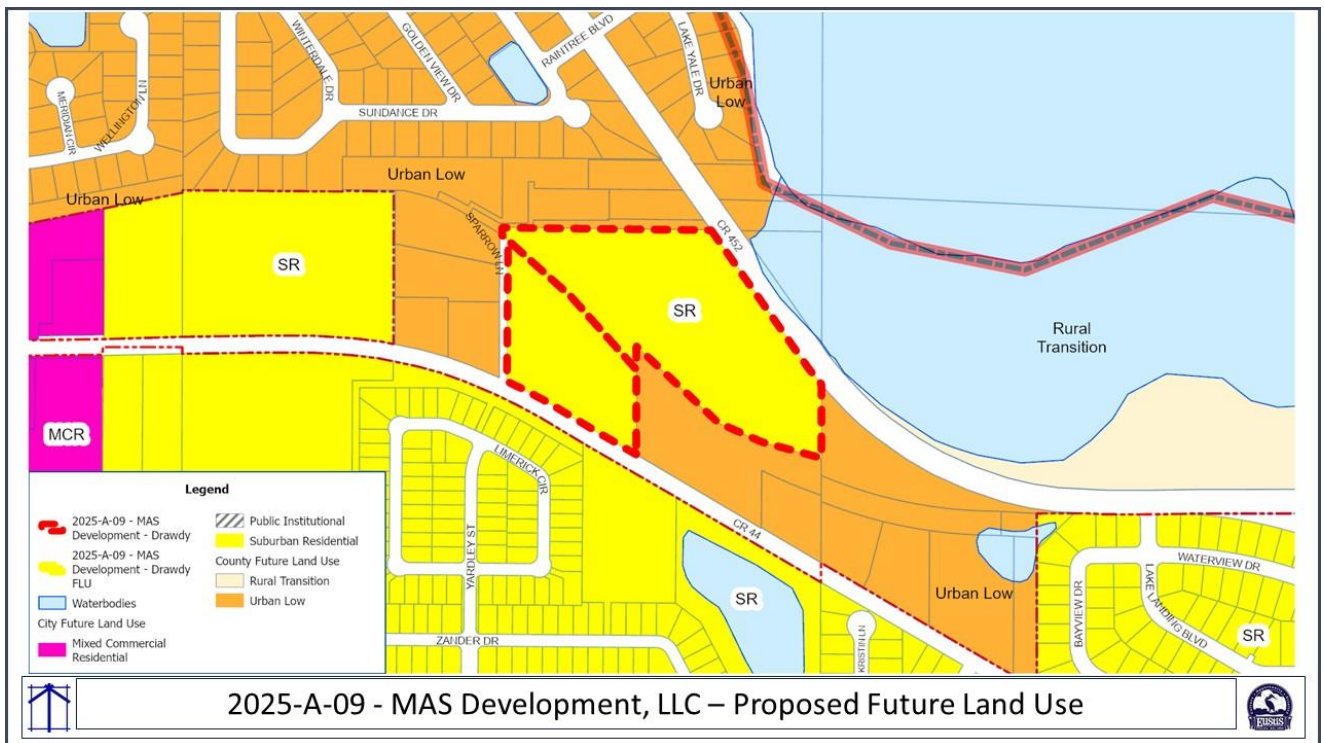 WINTERDALE DR
GOLDEN VIEW DR
RAINTREE BLVD
LAKE YALE DR
Urban
Low
MERIDIAN CIR
WELLINGTON LN
SUNDANCE DR
Urban Low
Urban Low
SPARROW LN
CR 452
SR
SR
Rural
Transition
MCR
LIMERICK CIR
YARDLEY ST
CR 44
ZANDER DR
SR
KRISTIN LN
Urban Low
BAYVIEW DR
WATERVIEW DR
LAKE LANDING BLVD
SR
Legend
2025-A-09 - MAS
Development - Drawdy
2025-A-09 - MAS
Development - Drawdy
FLU
Waterbodies
City Future Land Use
Mixed Commercial
Residential
Public Institutional
Suburban Residential
County Future Land Use
Rural Transition
Urban Low
2025-A-09 - MAS Development, LLC – Proposed Future Land Use
EUSTIS